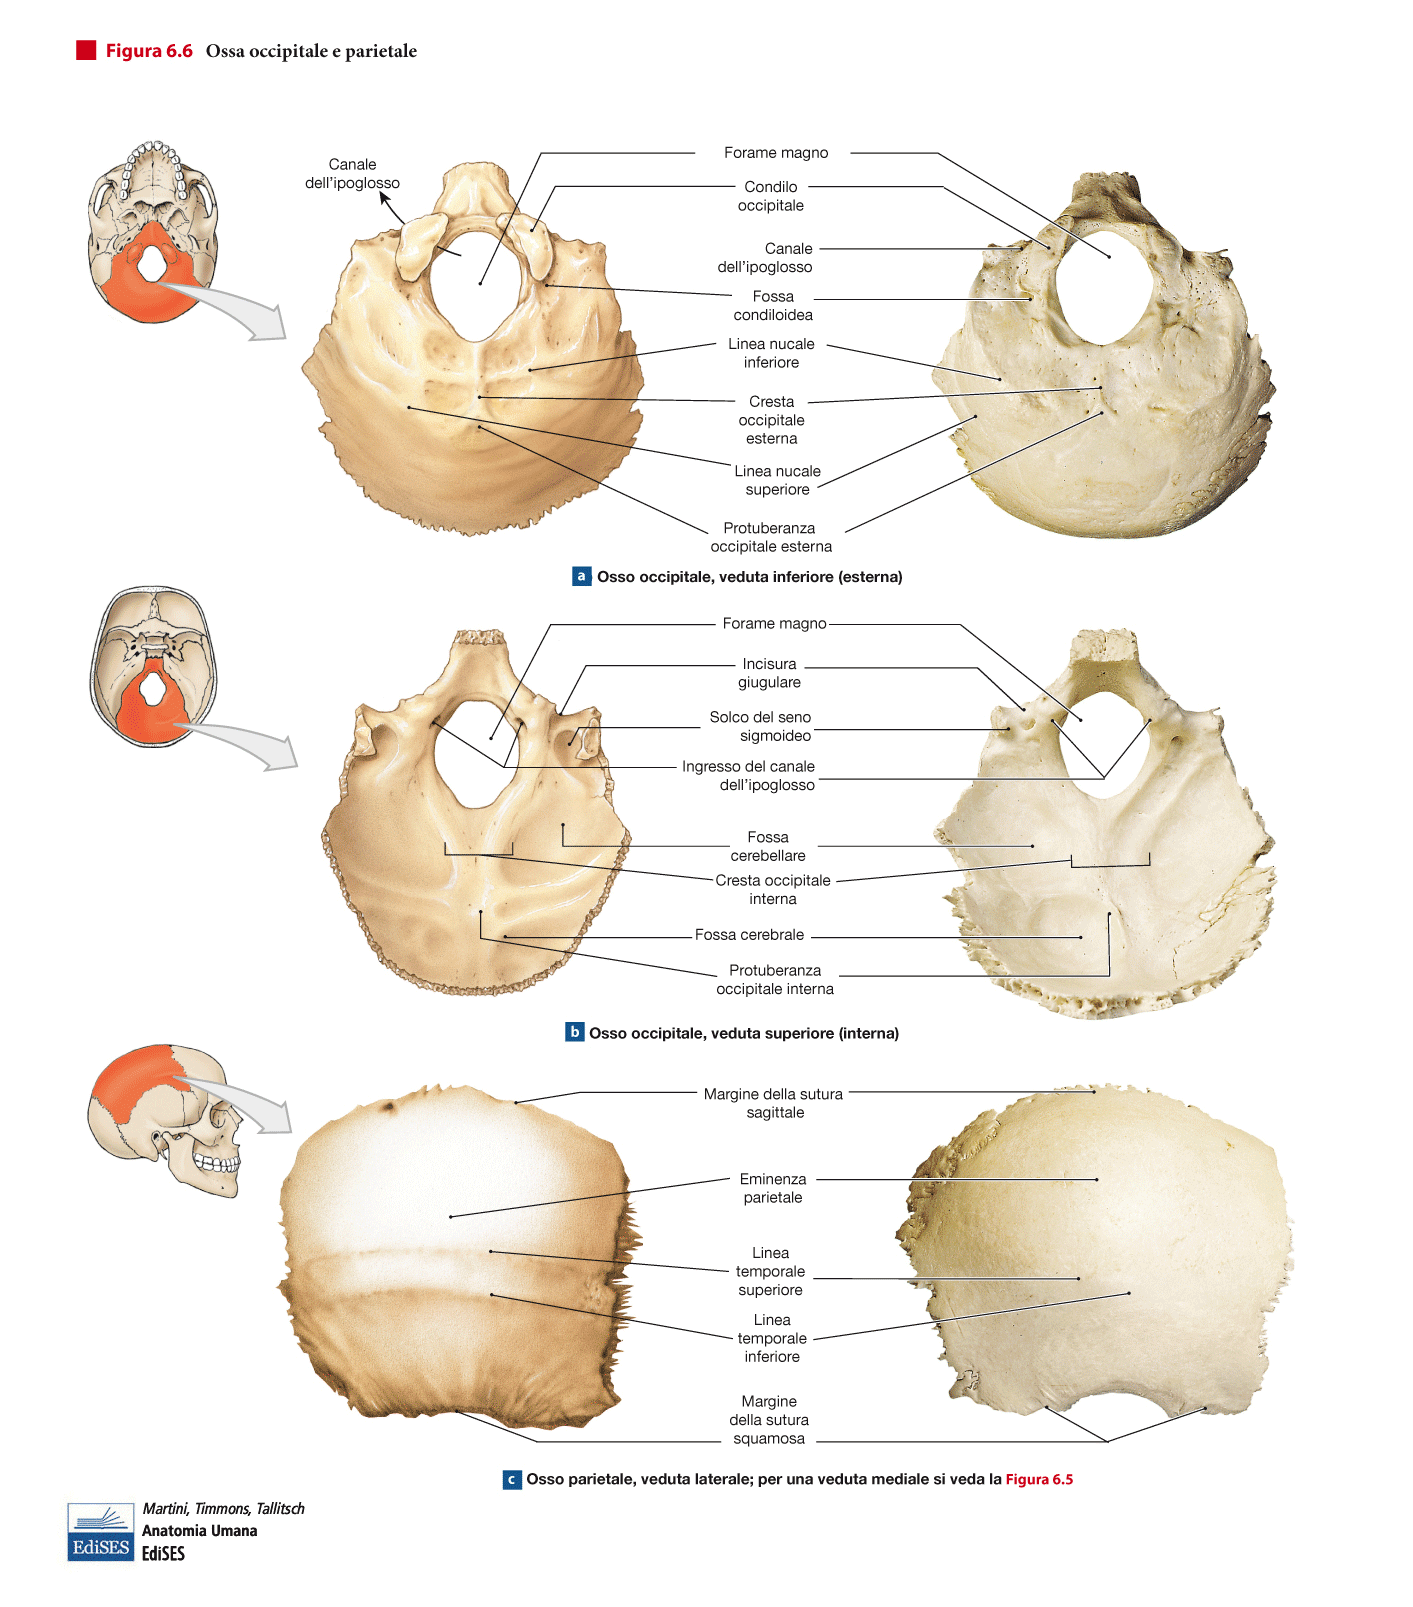 Figura 6.6 Ossa occipitale e parietale
Canale
dell'ipoglosso
Forame magno
Condilo
occipitale
Canale
dell'ipoglosso
Fossa
condiloidea
Linea nucale
inferiore
Cresta
occipitale
esterna
Linea nucale
superiore
Protuberanza
occipitale esterna
a Osso occipitale, veduta inferiore (esterna)
Forame magno
Incisura
giugulare
Solco del seno
sigmoideo
Ingresso del canale
dell'ipoglosso
Fossa
cerebellare
Cresta occipitale
interna
Fossa cerebrale
Protuberanza
occipitale interna
b Osso occipitale, veduta superiore (interna)
Margine della sutura
sagittale
Eminenza
parietale
Linea
temporale
superiore
Linea
temporale
inferiore
Margine
della sutura
squamosa
c Osso parietale, veduta laterale; per una veduta mediale si veda la Figura 6.5
Martini, Timmons, Tallitsch
Anatomia Umana
EdiSES
EdiSES